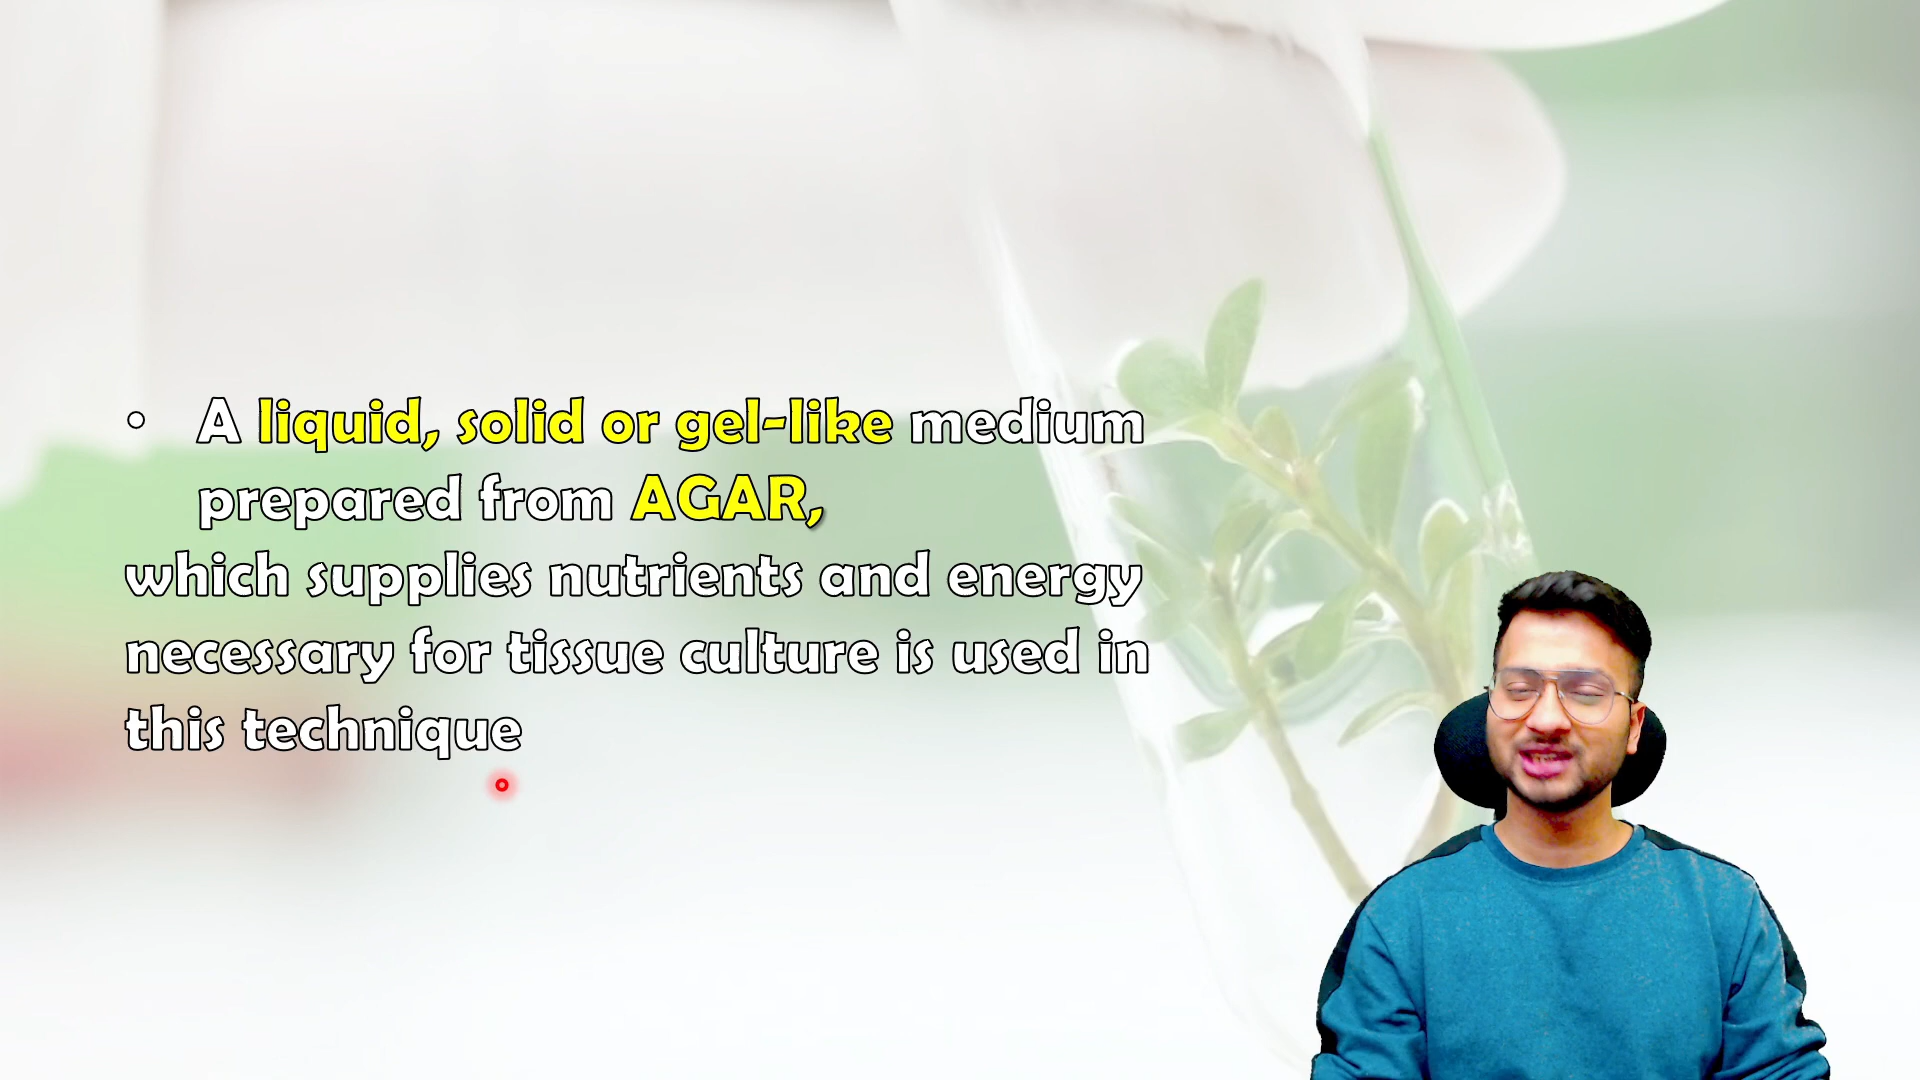 • A liquid, solid or gel-like medium
prepared from AGAR,
which supplies nutrients and energy
necessary for tissue culture is used in
this technique